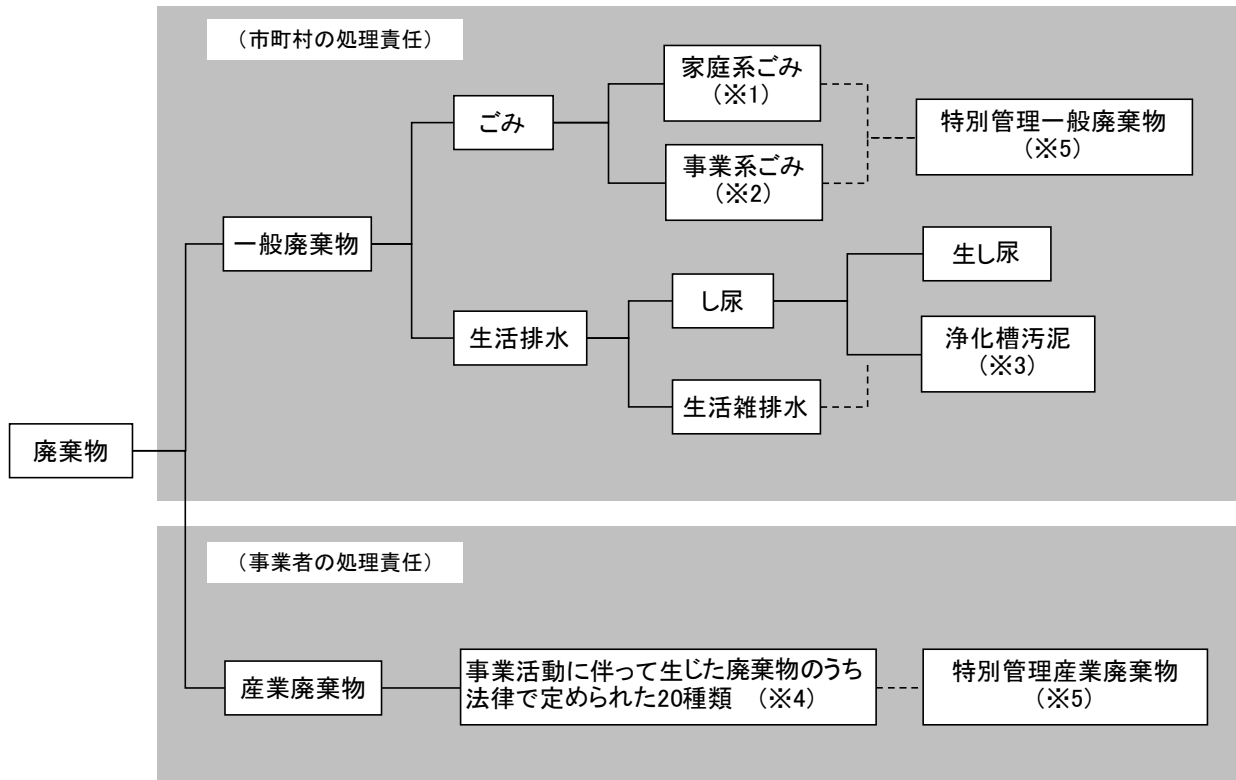 （市町村の処理責任）
家庭系ごみ
（※1）
ごみ
特別管理一般廃棄物
（※5）
事業系ごみ
（※2）
一般廃棄物
生し尿
し尿
生活排水
浄化槽汚泥
（※3）
生活雑排水
廃棄物
（事業者の処理責任）
産業廃棄物
事業活動に伴って生じた廃棄物のうち
法律で定められた20種類　（※4）
特別管理産業廃棄物
（※5）